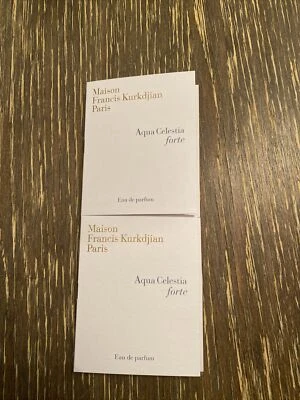 Maison
Francis Kurkdjian
Paris
Aqua Celestia
forte
Eau de parfum
Maison
Francis Kurkdjian
Paris
Aqua Celestia
forte
Eau de parfum